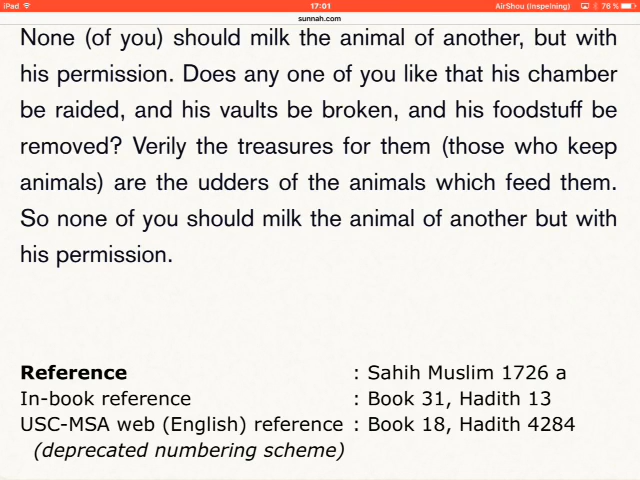 iPad 17:01 AirShou (Inspelning) 76 %
sunnah.com
None (of you) should milk the animal of another, but with
his permission. Does any one of you like that his chamber
be raided, and his vaults be broken, and his foodstuff be
removed? Verily the treasures for them (those who keep
animals) are the udders of the animals which feed them.
So none of you should milk the animal of another but with
his permission.
Reference : Sahih Muslim 1726 a
In-book reference : Book 31, Hadith 13
USC-MSA web (English) reference : Book 18, Hadith 4284
(deprecated numbering scheme)